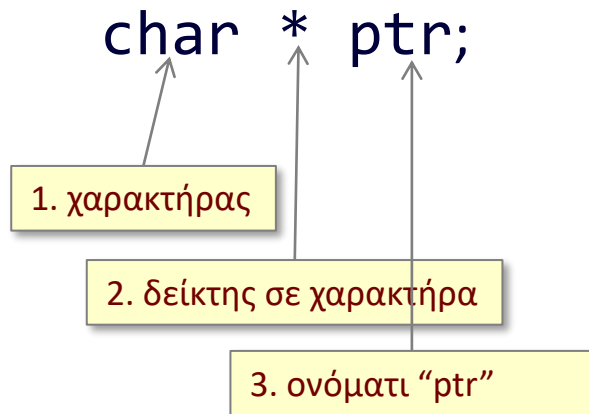 char * ptr;
1. χαρακτήρας
2. δείκτης σε χαρακτήρα
3. ονόματι “ptr”